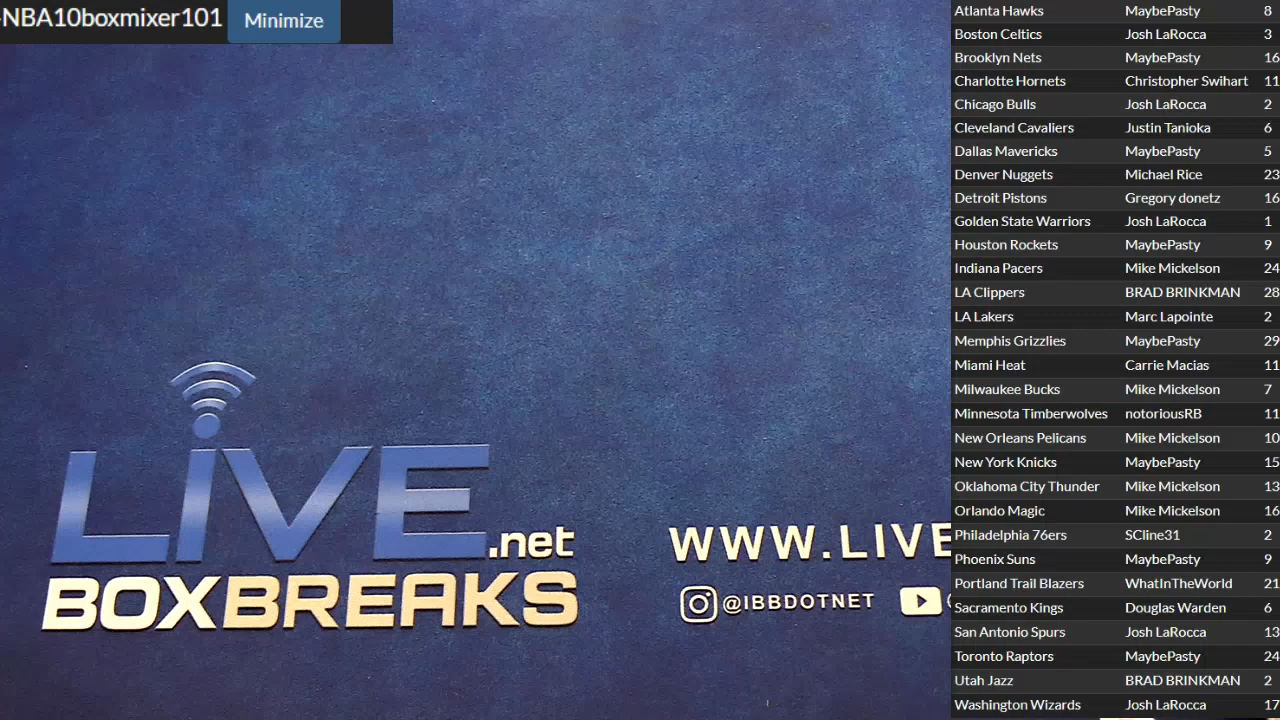 -NBA10boxmixer101 Minimize
Atlanta Hawks MaybePasty 8
Boston Celtics Josh LaRocca 3
Brooklyn Nets MaybePasty 16
Charlotte Hornets Christopher Swihart 11
Chicago Bulls Josh LaRocca 2
Cleveland Cavaliers Justin Tanioka 6
Dallas Mavericks MaybePasty 5
Denver Nuggets Michael Rice 23
Detroit Pistons Gregory donetz 16
Golden State Warriors Josh LaRocca 1
Houston Rockets MaybePasty 9
Indiana Pacers Mike Mickelson 24
LA Clippers BRAD BRINKMAN 28
LA Lakers Marc Lapointe 2
Memphis Grizzlies MaybePasty 29
Miami Heat Carrie Macias 11
Milwaukee Bucks Mike Mickelson 7
Minnesota Timberwolves notoriousRB 11
New Orleans Pelicans Mike Mickelson 10
New York Knicks MaybePasty 15
Oklahoma City Thunder Mike Mickelson 13
Orlando Magic Mike Mickelson 16
Philadelphia 76ers SCline31 2
Phoenix Suns MaybePasty 9
Portland Trail Blazers WhatInTheWorld 21
Sacramento Kings Douglas Warden 6
San Antonio Spurs Josh LaRocca 13
Toronto Raptors MaybePasty 24
Utah Jazz BRAD BRINKMAN 2
Washington Wizards Josh LaRocca 17
LIVE.net
BOXBREAKS
WWW.LIVE
@IBBDOTNET